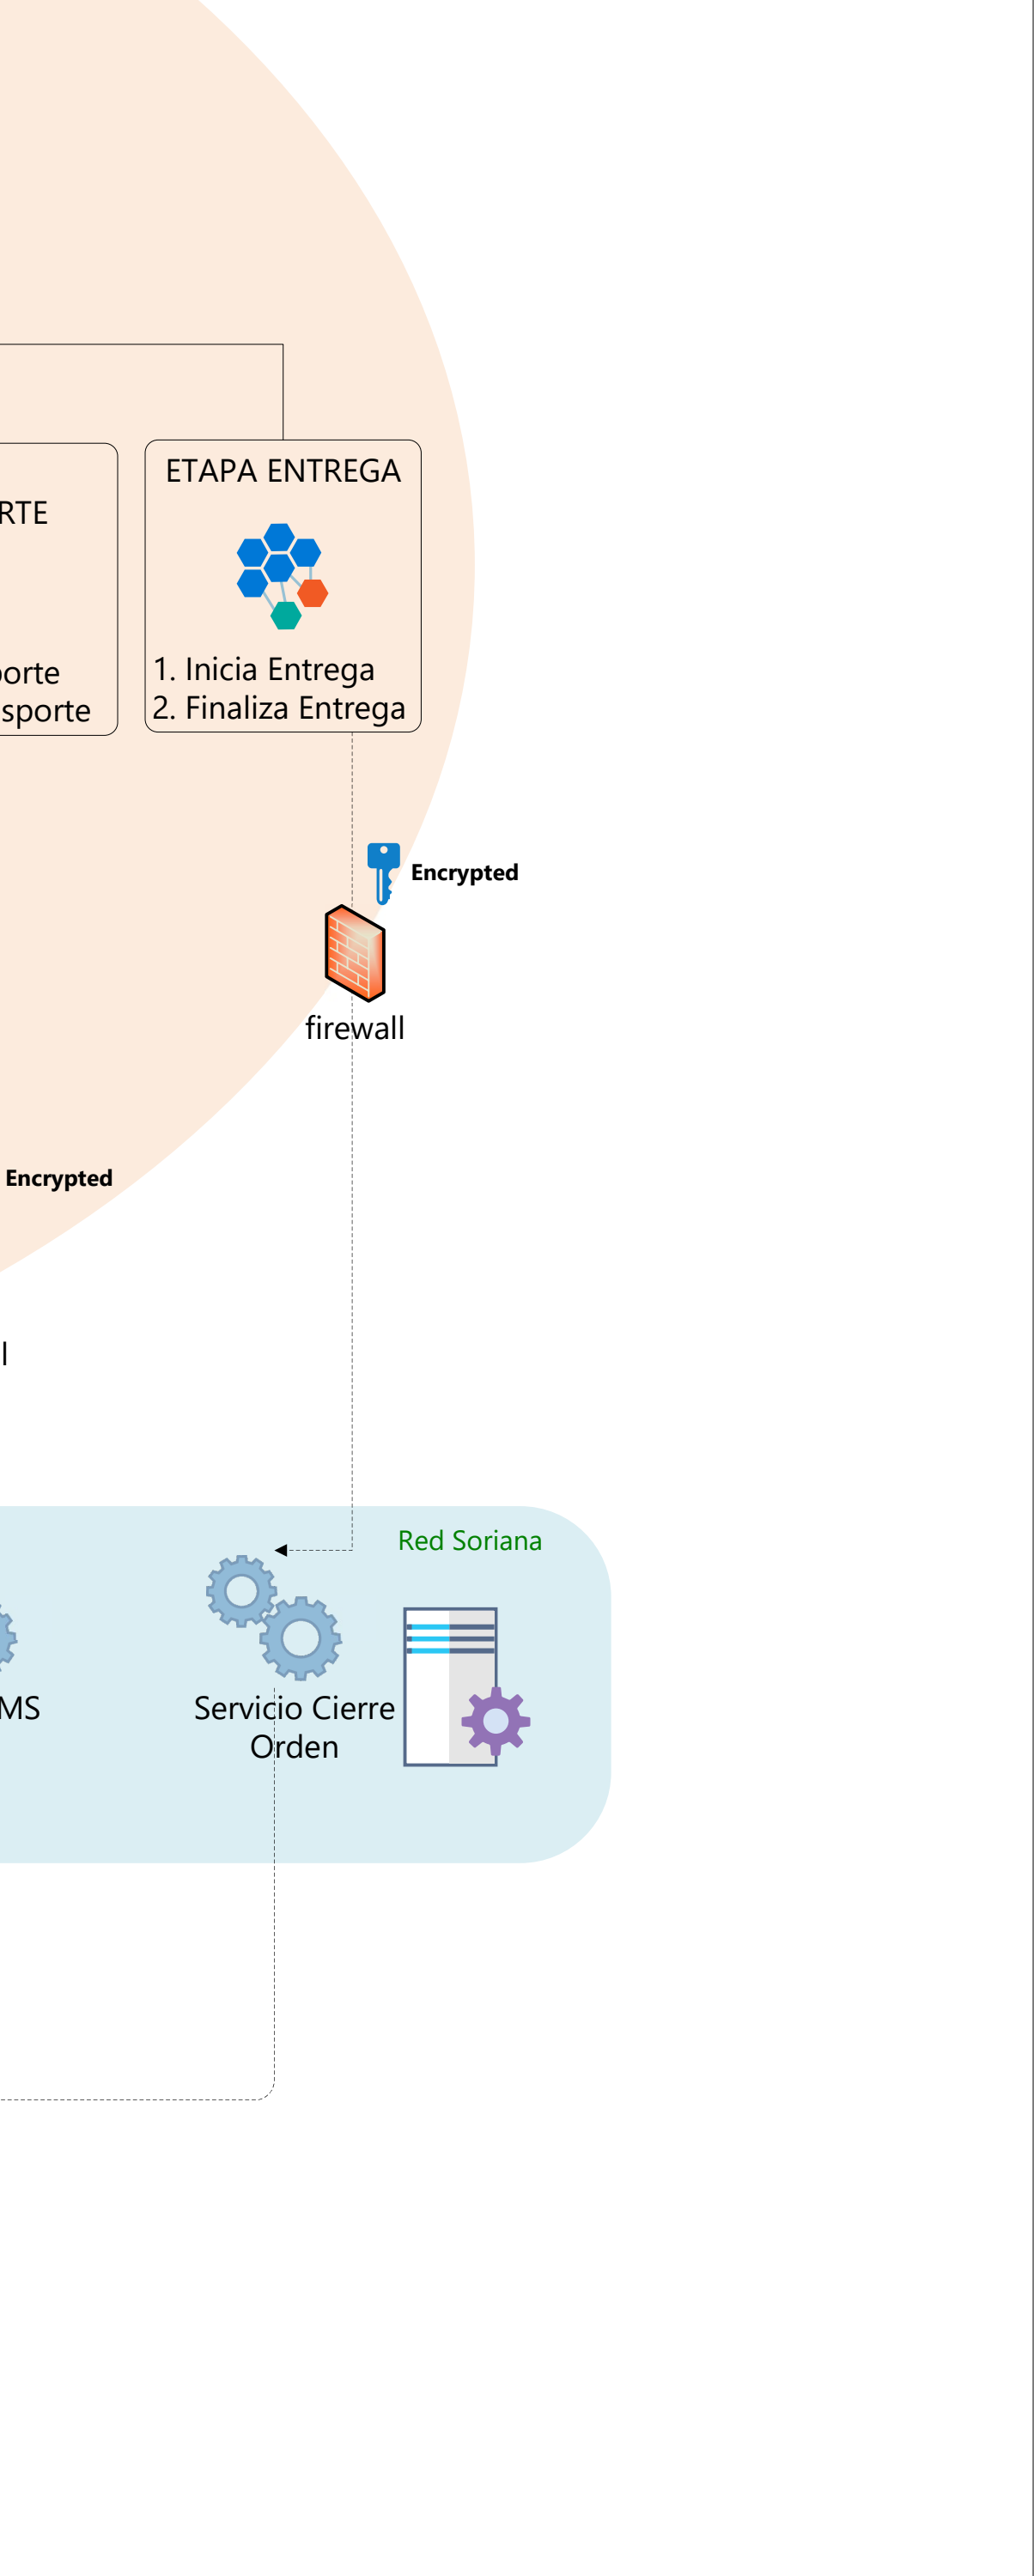 ETAPA ENTREGA
RTE
1. Inicia Entrega
2. Finaliza Entrega
porte
sporte
Encrypted
firewall
Encrypted
l
Red Soriana
MS
Servicio Cierre
Orden